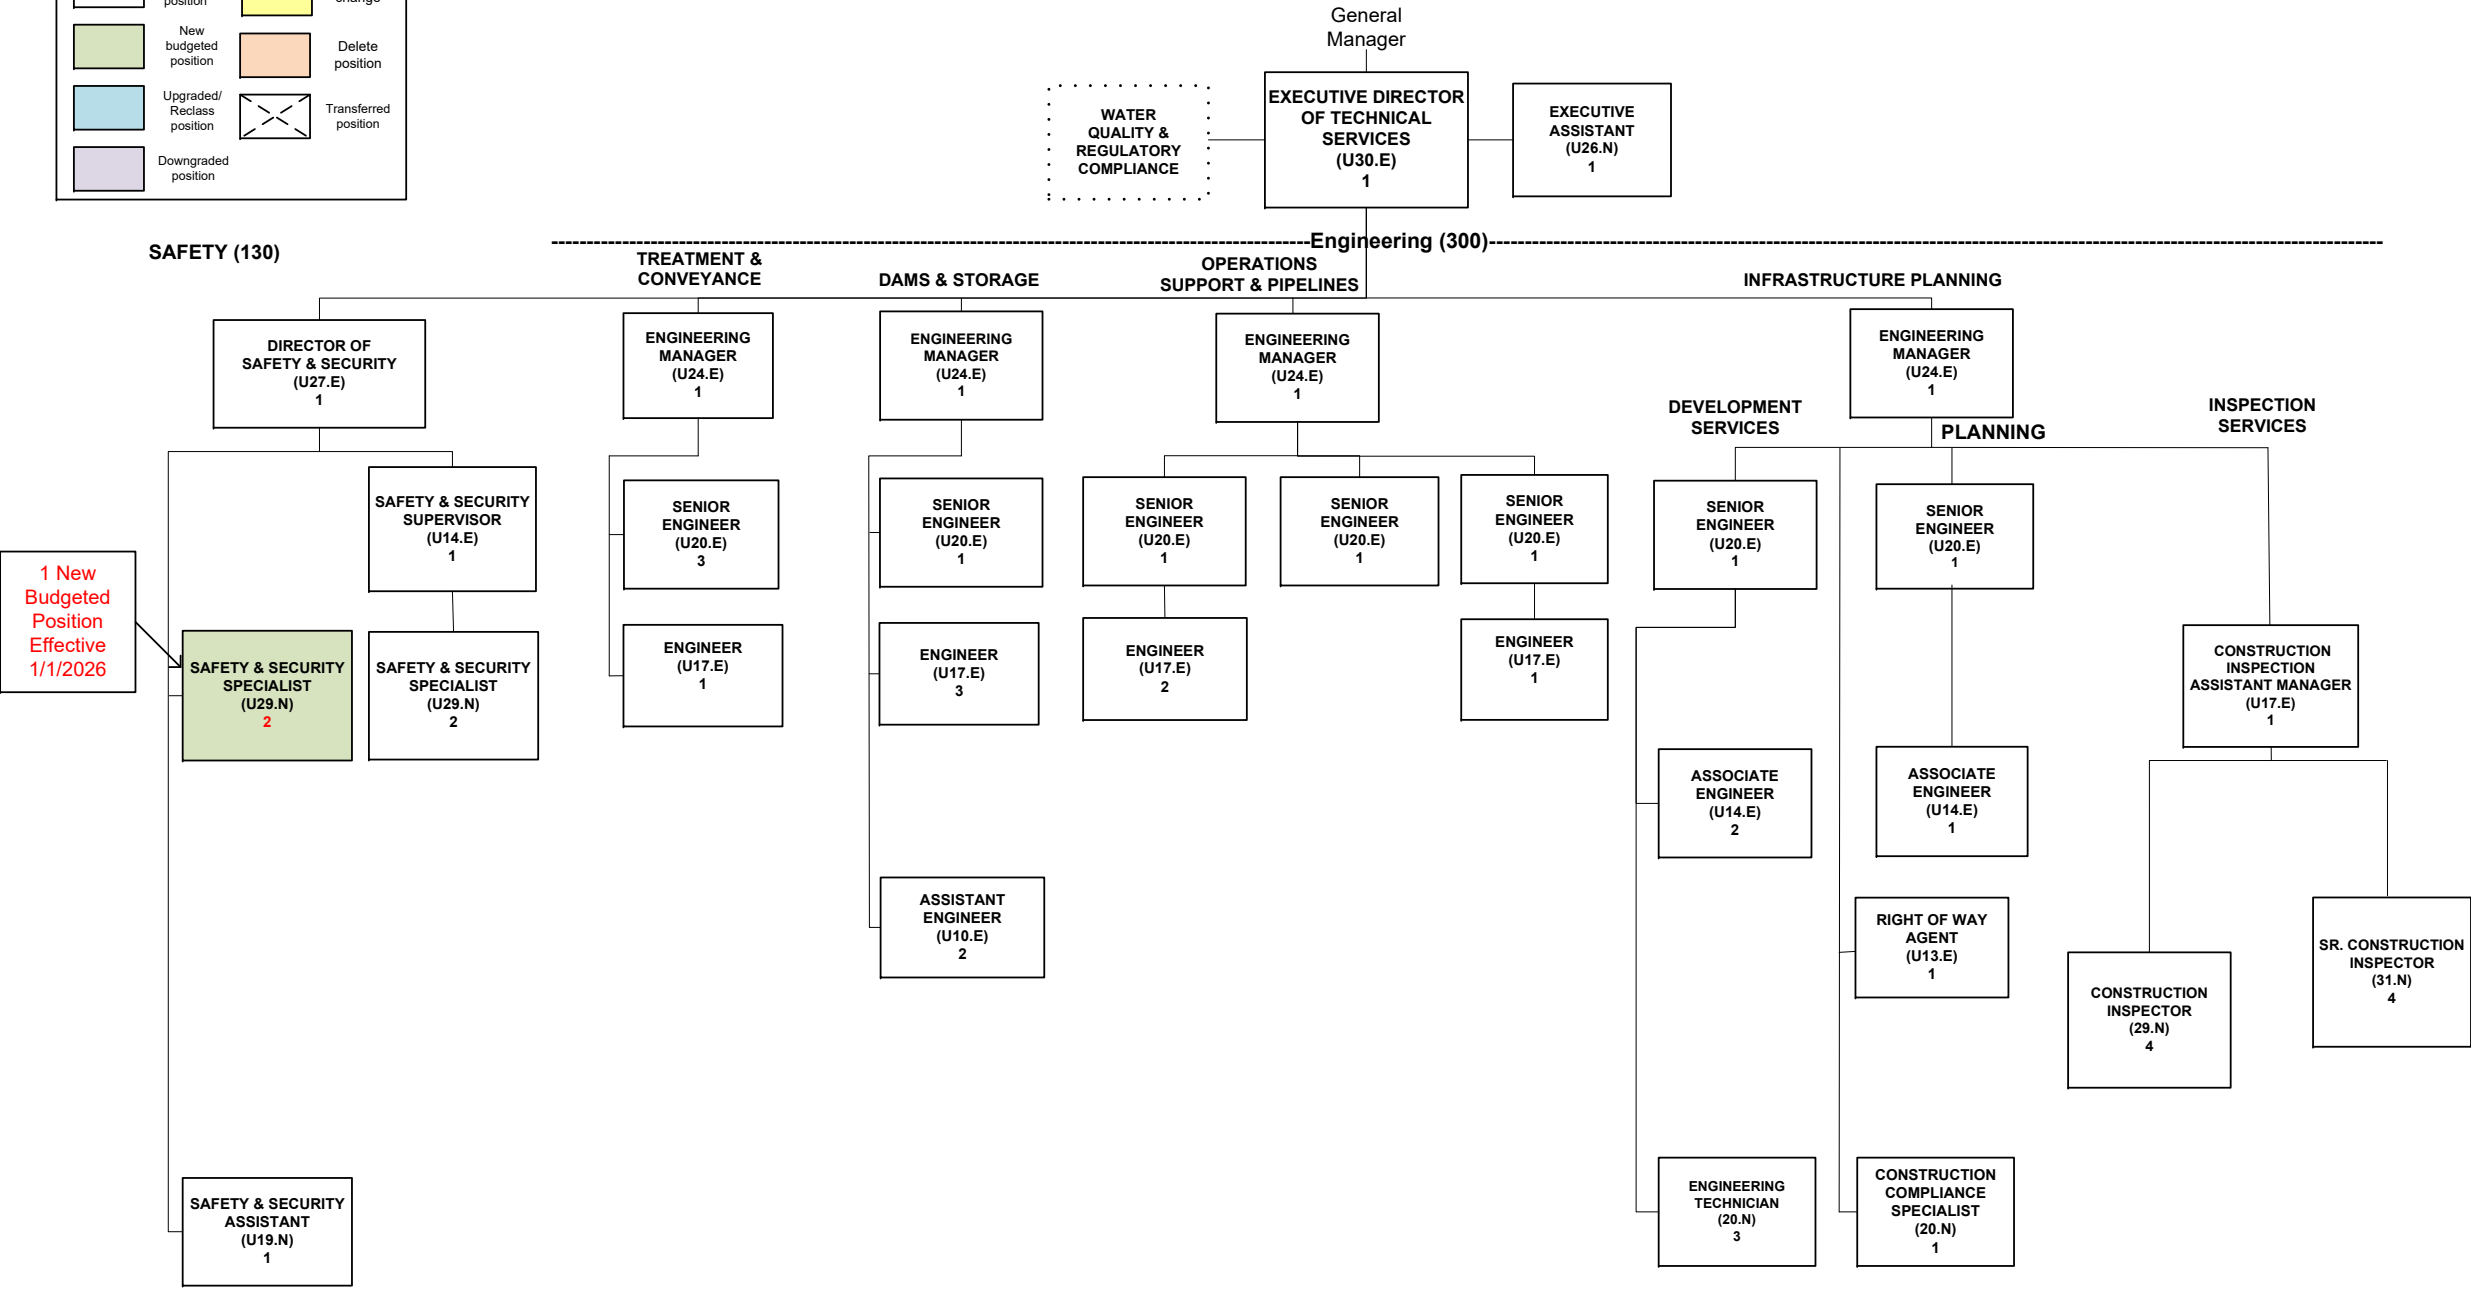 position
change
New
budgeted
position
Delete
position
Upgraded/
Reclass
position
Transferred
position
Downgraded
position
General
Manager
WATER
QUALITY &
REGULATORY
COMPLIANCE
EXECUTIVE DIRECTOR
OF TECHNICAL
SERVICES
(U30.E)
1
EXECUTIVE
ASSISTANT
(U26.N)
1
SAFETY (130)
Engineering (300)
TREATMENT &
CONVEYANCE
DAMS & STORAGE
OPERATIONS
SUPPORT & PIPELINES
INFRASTRUCTURE PLANNING
DIRECTOR OF
SAFETY & SECURITY
(U27.E)
1
ENGINEERING
MANAGER
(U24.E)
1
ENGINEERING
MANAGER
(U24.E)
1
ENGINEERING
MANAGER
(U24.E)
1
ENGINEERING
MANAGER
(U24.E)
1
DEVELOPMENT
SERVICES
PLANNING
INSPECTION
SERVICES
SAFETY & SECURITY
SUPERVISOR
(U14.E)
1
SENIOR
ENGINEER
(U20.E)
3
SENIOR
ENGINEER
(U20.E)
1
SENIOR
ENGINEER
(U20.E)
1
SENIOR
ENGINEER
(U20.E)
1
SENIOR
ENGINEER
(U20.E)
1
SENIOR
ENGINEER
(U20.E)
1
SENIOR
ENGINEER
(U20.E)
1
1 New
Budgeted
Position
Effective
1/1/2026
SAFETY & SECURITY
SPECIALIST
(U29.N)
2
SAFETY & SECURITY
SPECIALIST
(U29.N)
2
ENGINEER
(U17.E)
1
ENGINEER
(U17.E)
3
ENGINEER
(U17.E)
2
ENGINEER
(U17.E)
1
CONSTRUCTION
INSPECTION
ASSISTANT MANAGER
(U17.E)
1
ASSOCIATE
ENGINEER
(U14.E)
2
ASSOCIATE
ENGINEER
(U14.E)
1
ASSISTANT
ENGINEER
(U10.E)
2
RIGHT OF WAY
AGENT
(U13.E)
1
CONSTRUCTION
INSPECTOR
(29.N)
4
SR. CONSTRUCTION
INSPECTOR
(31.N)
4
SAFETY & SECURITY
ASSISTANT
(U19.N)
1
ENGINEERING
TECHNICIAN
(20.N)
3
CONSTRUCTION
COMPLIANCE
SPECIALIST
(20.N)
1